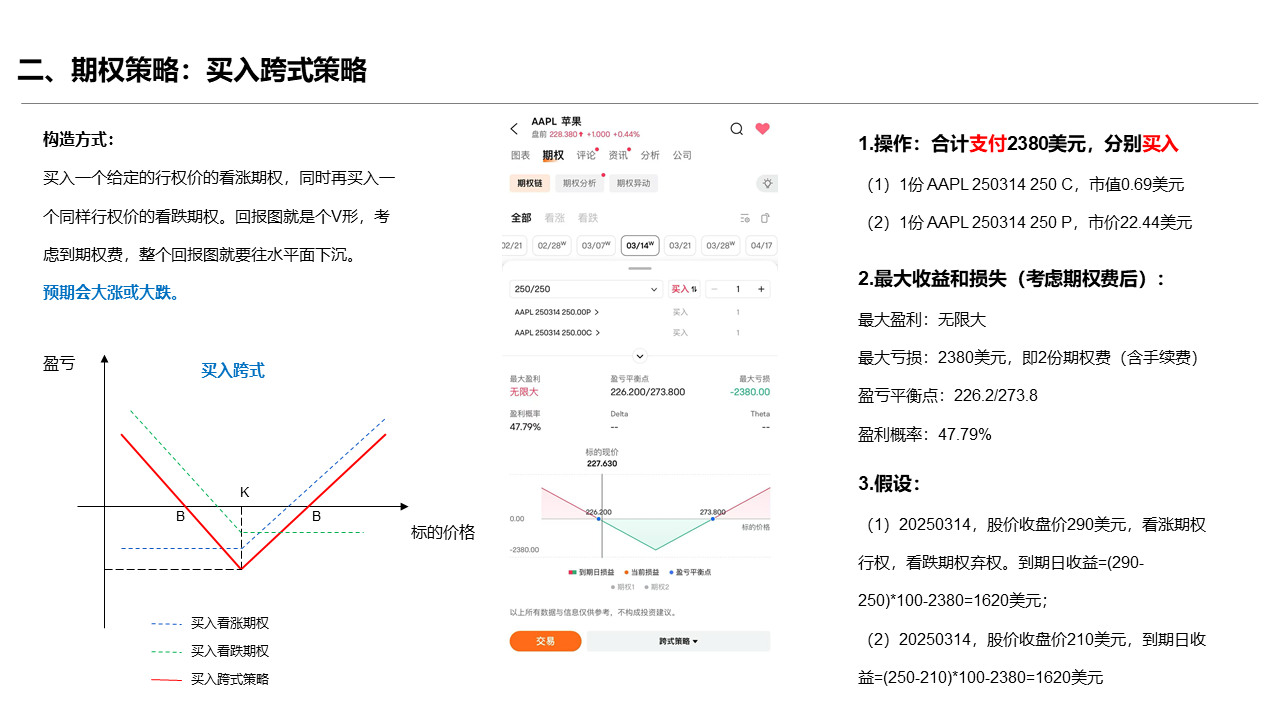 二、期权策略：买入跨式策略
构造方式：
买入一个给定的行权价的看涨期权，同时再买入一
个同样行权价的看跌期权。回报图就是个V形，考
虑到期权费，整个回报图就要往水平面下沉。
预期会大涨或大跌。
盈亏
买入跨式
K
B
B
标的价格
买入看涨期权
买入看跌期权
买入跨式策略
AAPL 苹果
盘前 228.380 +1.000 +0.44%
图表 期权 评论 资讯 分析 公司
期权链 期权分析 期权异动
全部 看涨 看跌
02/21 02/28W 03/07W 03/14W 03/21 03/28W 04/17
250/250 买入 − 1 +
AAPL 250314 250.00P > 买入 1
AAPL 250314 250.00C > 买入 1
最大盈利 盈亏平衡点 最大亏损
无限大 226.200/273.800 -2380.00
盈利概率 Delta Theta
47.79% -- --
标的现价
227.630
226.200 273.800
0.00
标的价格
-2380.00
到期日损益 当前损益 盈亏平衡点
期权1 期权2
以上所有数据与信息仅供参考，不构成投资建议。
交易 跨式策略
1.操作：合计支付2380美元，分别买入
（1）1份 AAPL 250314 250 C，市值0.69美元
（2）1份 AAPL 250314 250 P，市价22.44美元
2.最大收益和损失（考虑期权费后）：
最大盈利：无限大
最大亏损：2380美元，即2份期权费（含手续费）
盈亏平衡点：226.2/273.8
盈利概率：47.79%
3.假设：
（1）20250314，股价收盘价290美元，看涨期权
行权，看跌期权弃权。到期日收益=(290-
250)*100-2380=1620美元；
（2）20250314，股价收盘价210美元，到期日收
益=(250-210)*100-2380=1620美元